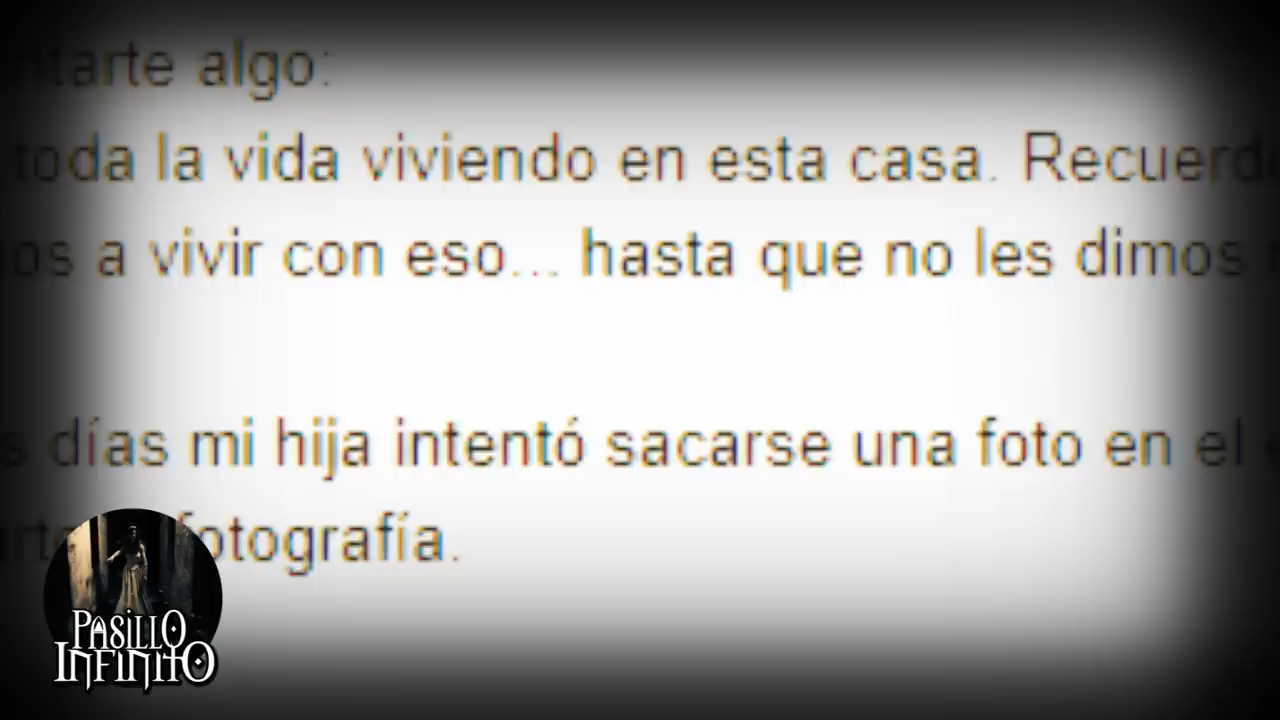 ntarte algo:
toda la vida viviendo en esta casa. Recuerd
os a vivir con eso... hasta que no les dimos
s días mi hija intentó sacarse una foto en el
fotografía.
PASILLO
INFINITO